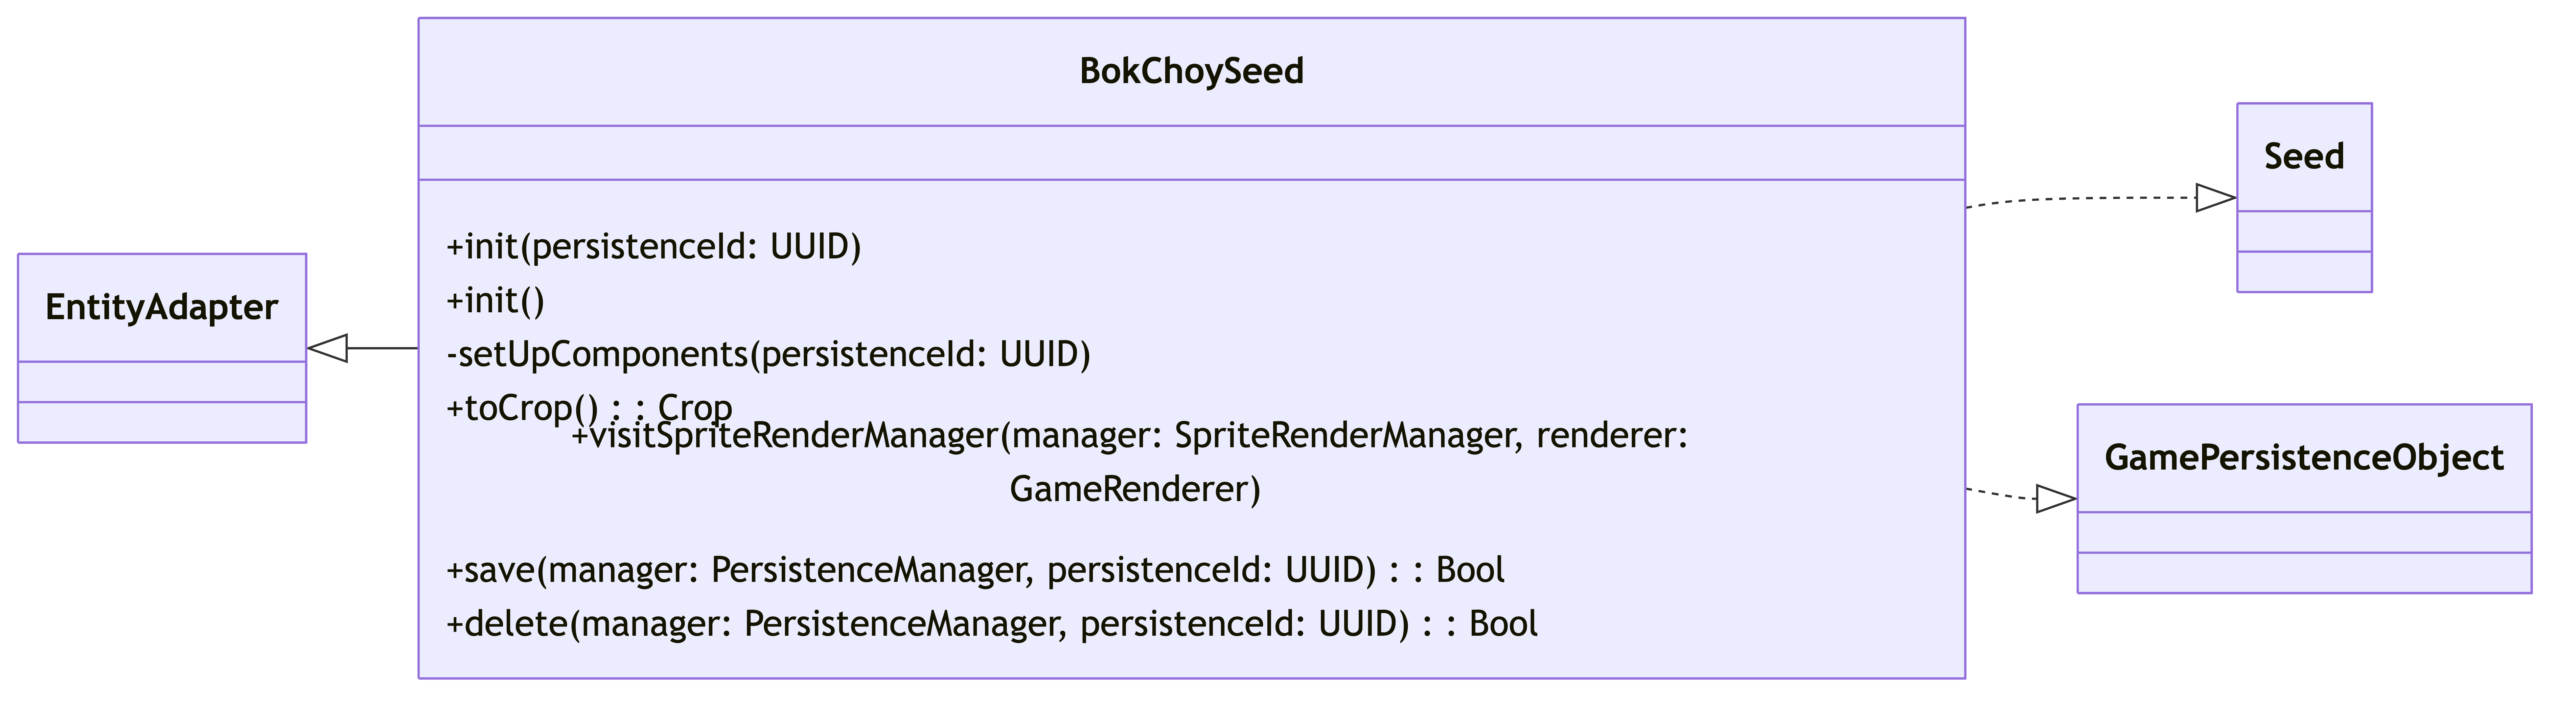 BokChoySeed
+init(persistenceId: UUID)
+init()
-setUpComponents(persistenceId: UUID)
+toCrop() : : Crop
+visitSpriteRenderManager(manager: SpriteRenderManager, renderer:
GameRenderer)
+save(manager: PersistenceManager, persistenceId: UUID) : : Bool
+delete(manager: PersistenceManager, persistenceId: UUID) : : Bool
EntityAdapter
Seed
GamePersistenceObject